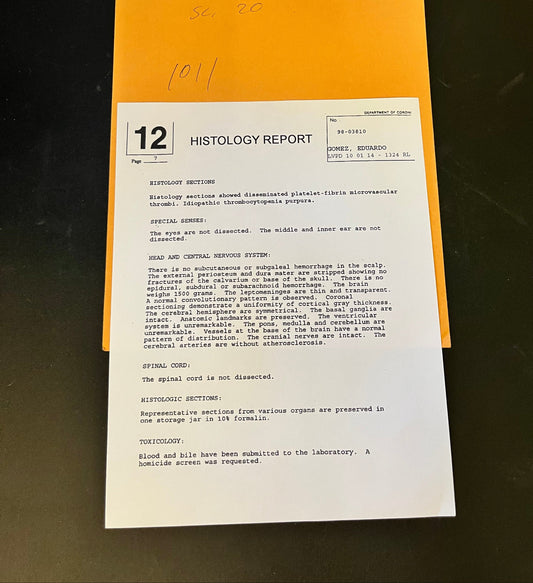 SC. 20
1011
DEPARTMENT OF CORONE
12
Page 7
HISTOLOGY REPORT
No
98-03810
GOMEZ, EDUARDO
LVPD 10 01 14 - 1324 RL
HISTOLOGY SECTIONS
Histology sections showed disseminated platelet-fibrin microvascular
thrombi. Idiopathic thrombocytopenia purpura.
SPECIAL SENSES:
The eyes are not dissected. The middle and inner ear are not
dissected.
HEAD AND CENTRAL NERVOUS SYSTEM:
There is no subcutaneous or subgaleal hemorrhage in the scalp.
The external periosteum and dura mater are stripped showing no
fractures of the calvarium or base of the skull. There is no
epidural, subdural or subarachnoid hemorrhage. The brain
weighs 1500 grams. The leptomeninges are thin and transparent.
A normal convolutionary pattern is observed. Coronal
sectioning demonstrate a uniformity of cortical gray thickness.
The cerebral hemisphere are symmetrical. The basal ganglia are
intact. Anatomic landmarks are preserved. The ventricular
system is unremarkable. The pons, medulla and cerebellum are
unremarkable. Vessels at the base of the brain have a normal
pattern of distribution. The cranial nerves are intact. The
cerebral arteries are without atherosclerosis.
SPINAL CORD:
The spinal cord is not dissected.
HISTOLOGIC SECTIONS:
Representative sections from various organs are preserved in
one storage jar in 10% formalin.
TOXICOLOGY:
Blood and bile have been submitted to the laboratory. A
homicide screen was requested.